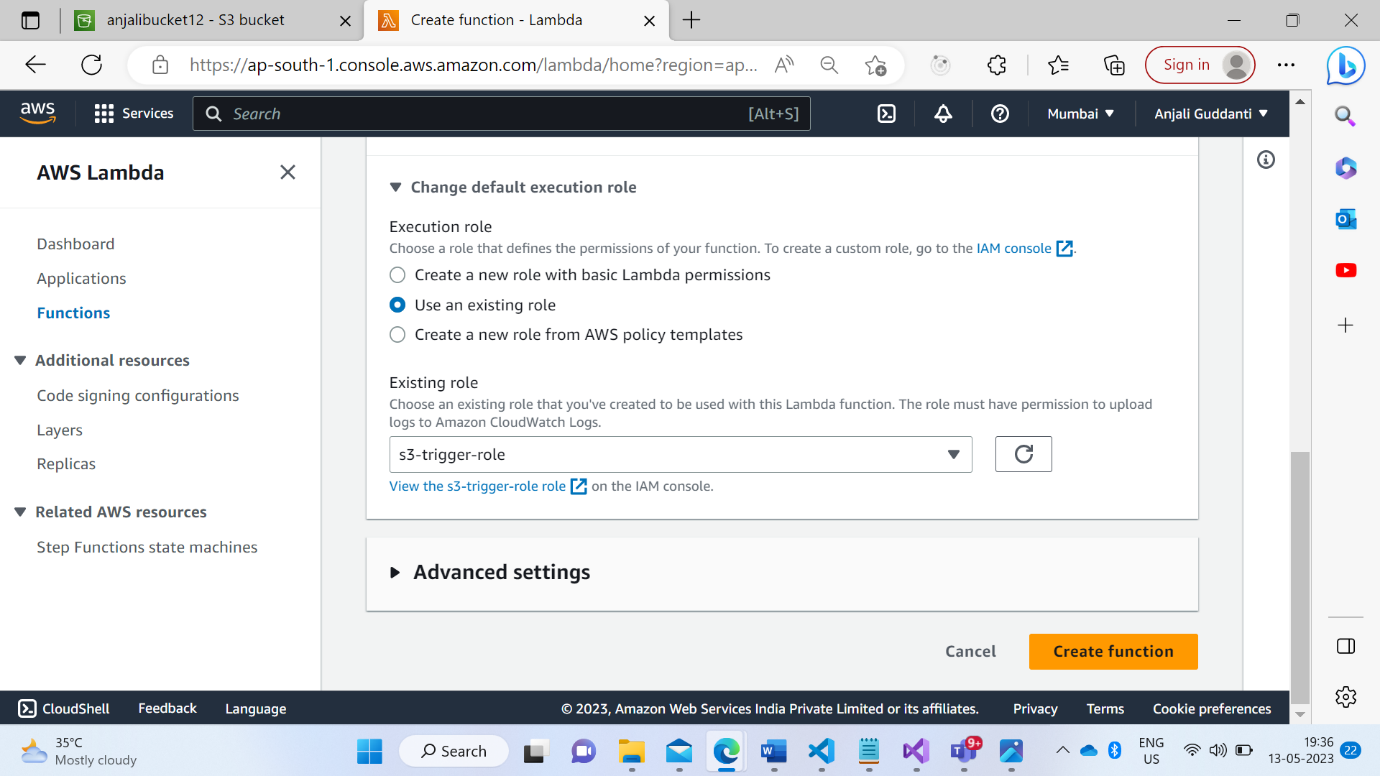 anjalibucket12 - S3 bucket
Create function - Lambda
https://ap-south-1.console.aws.amazon.com/lambda/home?region=ap...
Sign in
aws
Services
Search
[Alt+S]
Mumbai
Anjali Guddanti
AWS Lambda
Dashboard
Applications
Functions
Additional resources
Code signing configurations
Layers
Replicas
Related AWS resources
Step Functions state machines
Change default execution role
Execution role
Choose a role that defines the permissions of your function. To create a custom role, go to the IAM console.
Create a new role with basic Lambda permissions
Use an existing role
Create a new role from AWS policy templates
Existing role
Choose an existing role that you've created to be used with this Lambda function. The role must have permission to upload
logs to Amazon CloudWatch Logs.
s3-trigger-role
View the s3-trigger-role role on the IAM console.
Advanced settings
Cancel
Create function
CloudShell
Feedback
Language
© 2023, Amazon Web Services India Private Limited or its affiliates.
Privacy
Terms
Cookie preferences
35°C
Mostly cloudy
Search
9+
ENG
US
19:36
13-05-2023
22